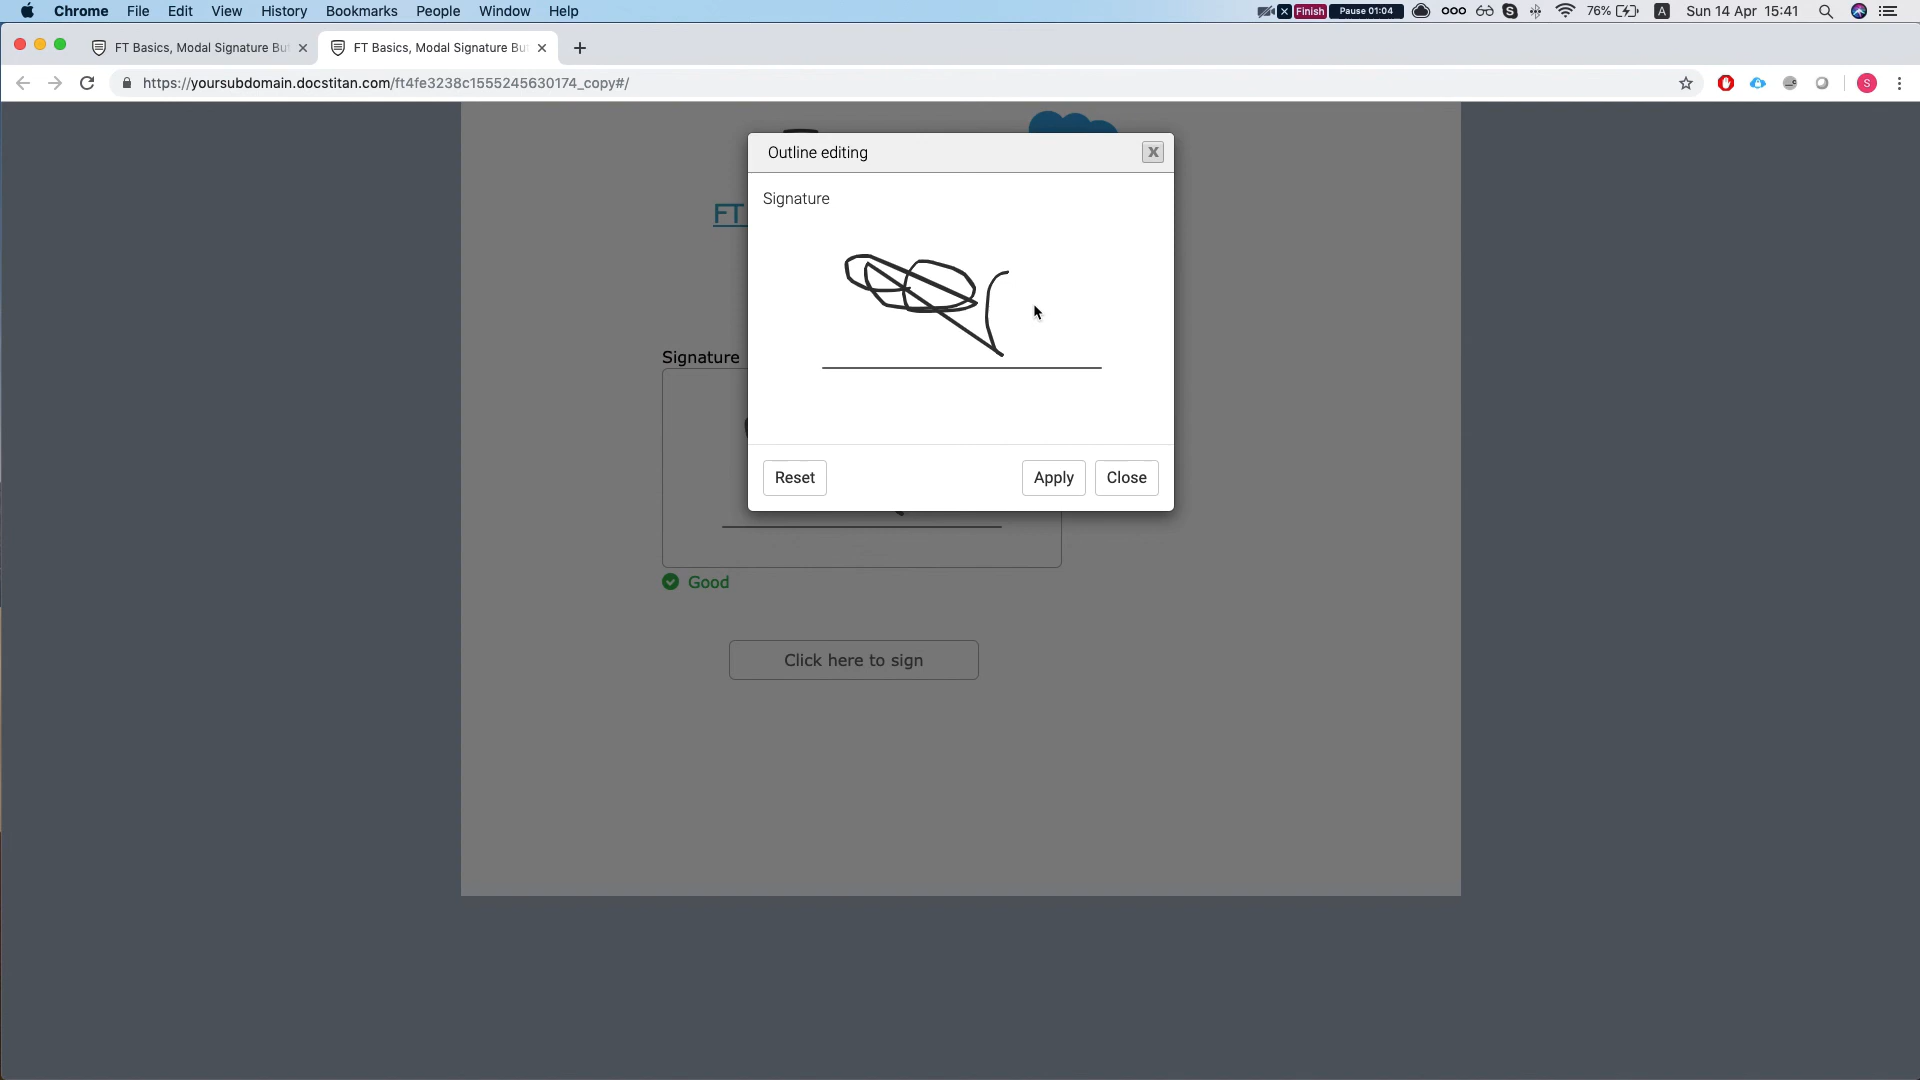 Chrome File Edit View History Bookmarks People Window Help
Finish Pause 01:04 76% A Sun 14 Apr 15:41
FT Basics, Modal Signature Bu
FT Basics, Modal Signature Bu
https://yoursubdomain.docstitan.com/ft4fe3238c1555245630174_copy#/
S
Outline editing X
Signature
FT
Signature
Reset Apply Close
Good
Click here to sign